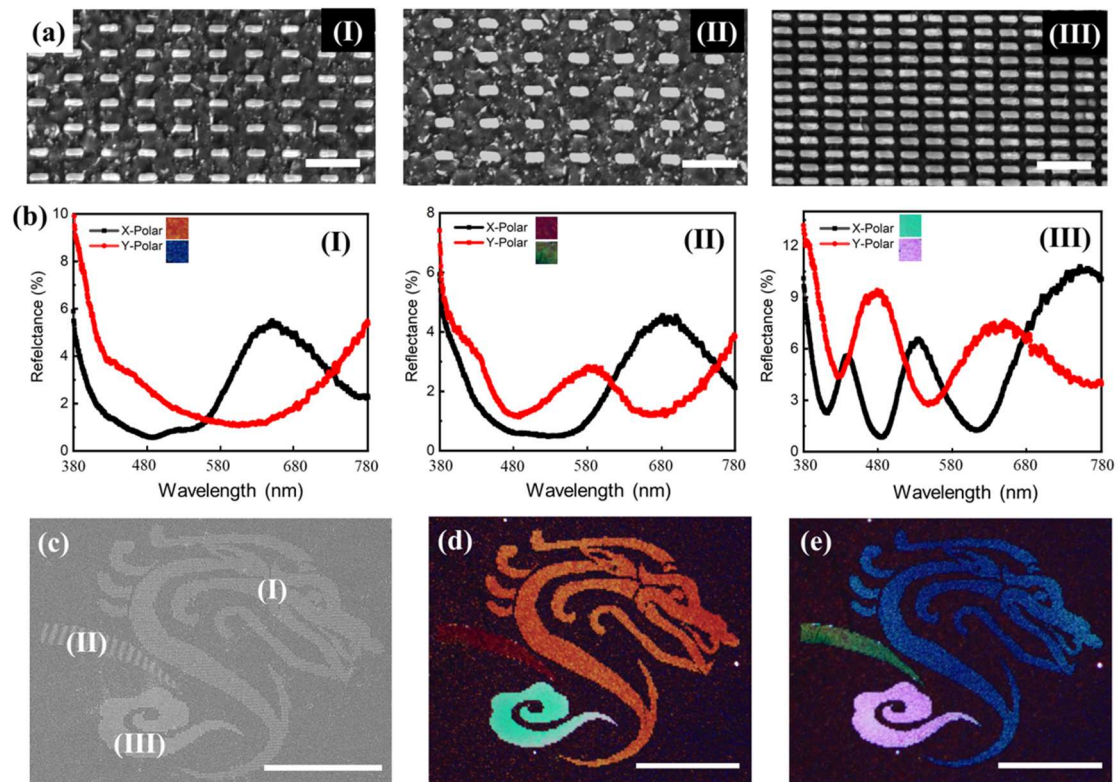 (a)
(I)
(II)
(III)
(b)
10
8
6
4
2
0
Refelctance (%)
X-Polar
Y-Polar
(I)
380
480
580
680
780
Wavelength (nm)
8
6
4
2
0
Reflectance (%)
X-Polar
Y-Polar
(II)
380
480
580
680
780
Wavelength (nm)
12
9
6
3
0
Reflectance (%)
X-Polar
Y-Polar
(III)
380
480
580
680
780
Wavelength (nm)
(c)
(I)
(II)
(III)
(d)
(e)